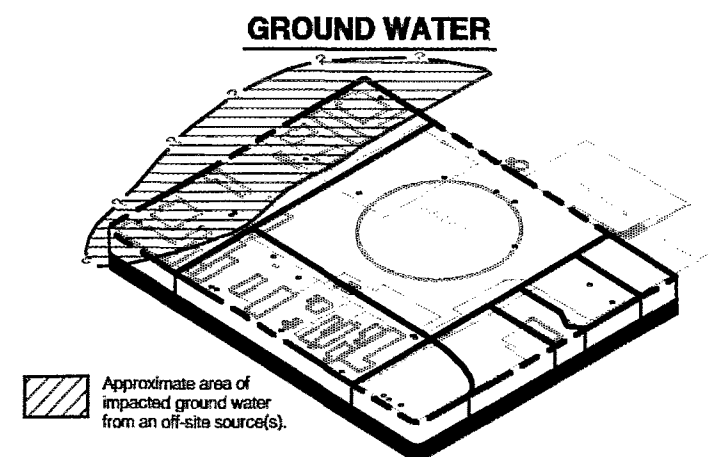 GROUND WATER
Approximate area of
impacted ground water
from an off-site source(s).